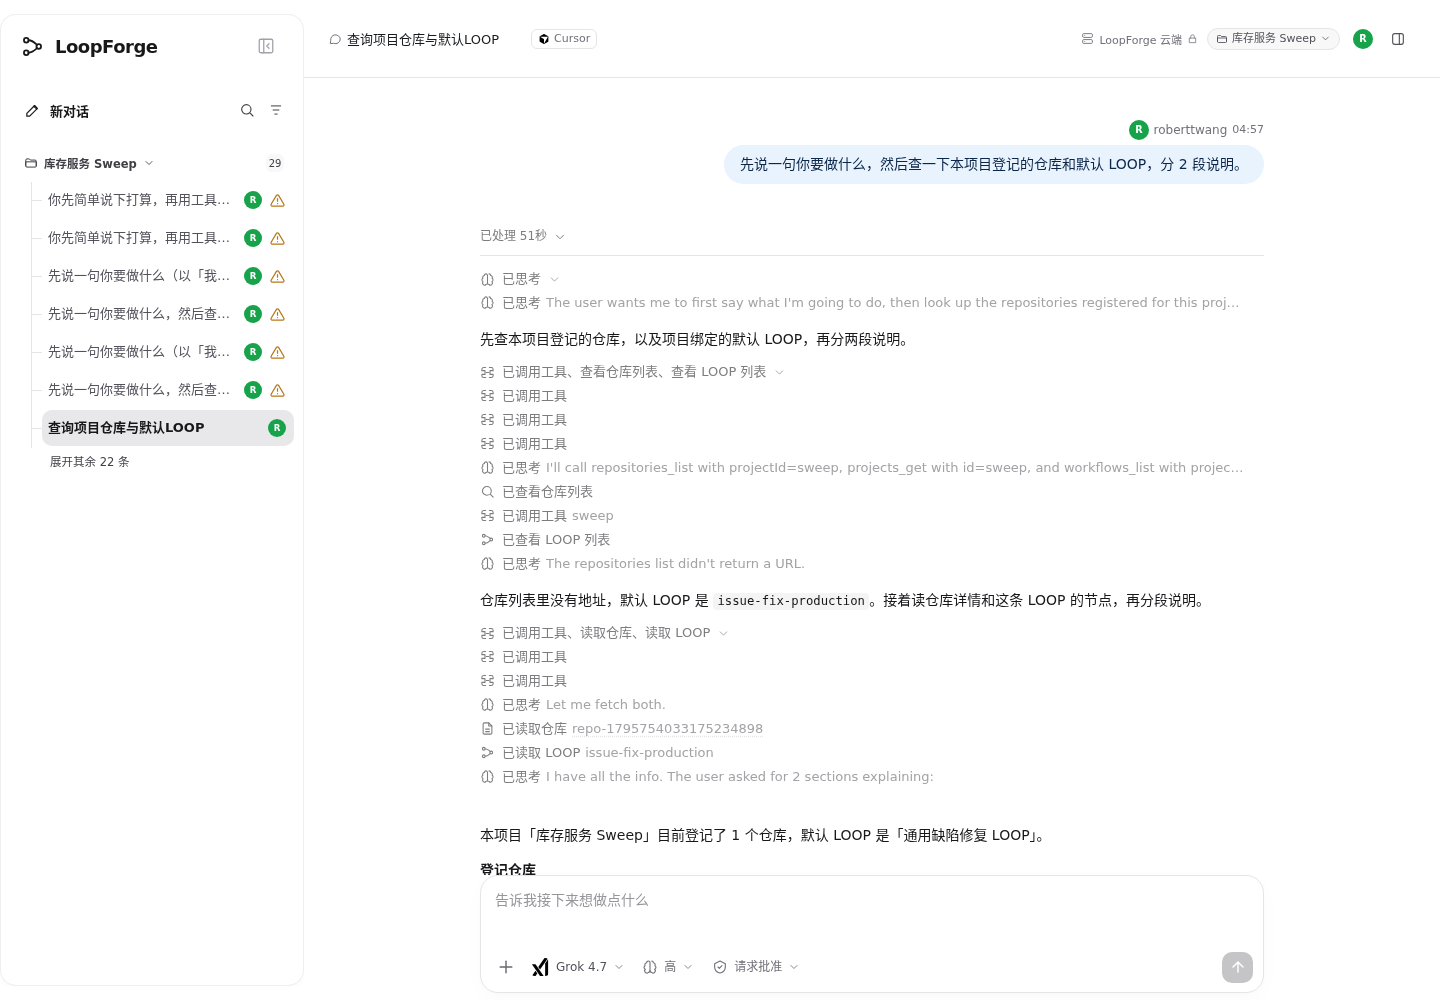 LoopForge
新对话
库存服务 Sweep
29
你先简单说下打算，再用工具…
R
你先简单说下打算，再用工具…
R
先说一句你要做什么（以「我…
R
先说一句你要做什么，然后查…
R
先说一句你要做什么（以「我…
R
先说一句你要做什么，然后查…
R
查询项目仓库与默认LOOP
R
展开其余 22 条
查询项目仓库与默认LOOP
Cursor
LoopForge 云端
库存服务 Sweep
R
R roberttwang 04:57
先说一句你要做什么，然后查一下本项目登记的仓库和默认 LOOP，分 2 段说明。
已处理 51秒
已思考
已思考 The user wants me to first say what I'm going to do, then look up the repositories registered for this proj…
先查本项目登记的仓库，以及项目绑定的默认 LOOP，再分两段说明。
已调用工具、查看仓库列表、查看 LOOP 列表
已调用工具
已调用工具
已调用工具
已思考 I'll call repositories_list with projectId=sweep, projects_get with id=sweep, and workflows_list with projec…
已查看仓库列表
已调用工具 sweep
已查看 LOOP 列表
已思考 The repositories list didn't return a URL.
仓库列表里没有地址，默认 LOOP 是 issue-fix-production。接着读仓库详情和这条 LOOP 的节点，再分段说明。
已调用工具、读取仓库、读取 LOOP
已调用工具
已调用工具
已思考 Let me fetch both.
已读取仓库 repo-1795754033175234898
已读取 LOOP issue-fix-production
已思考 I have all the info. The user asked for 2 sections explaining:
本项目「库存服务 Sweep」目前登记了 1 个仓库，默认 LOOP 是「通用缺陷修复 LOOP」。
登记仓库
告诉我接下来想做点什么
Grok 4.7
高
请求批准